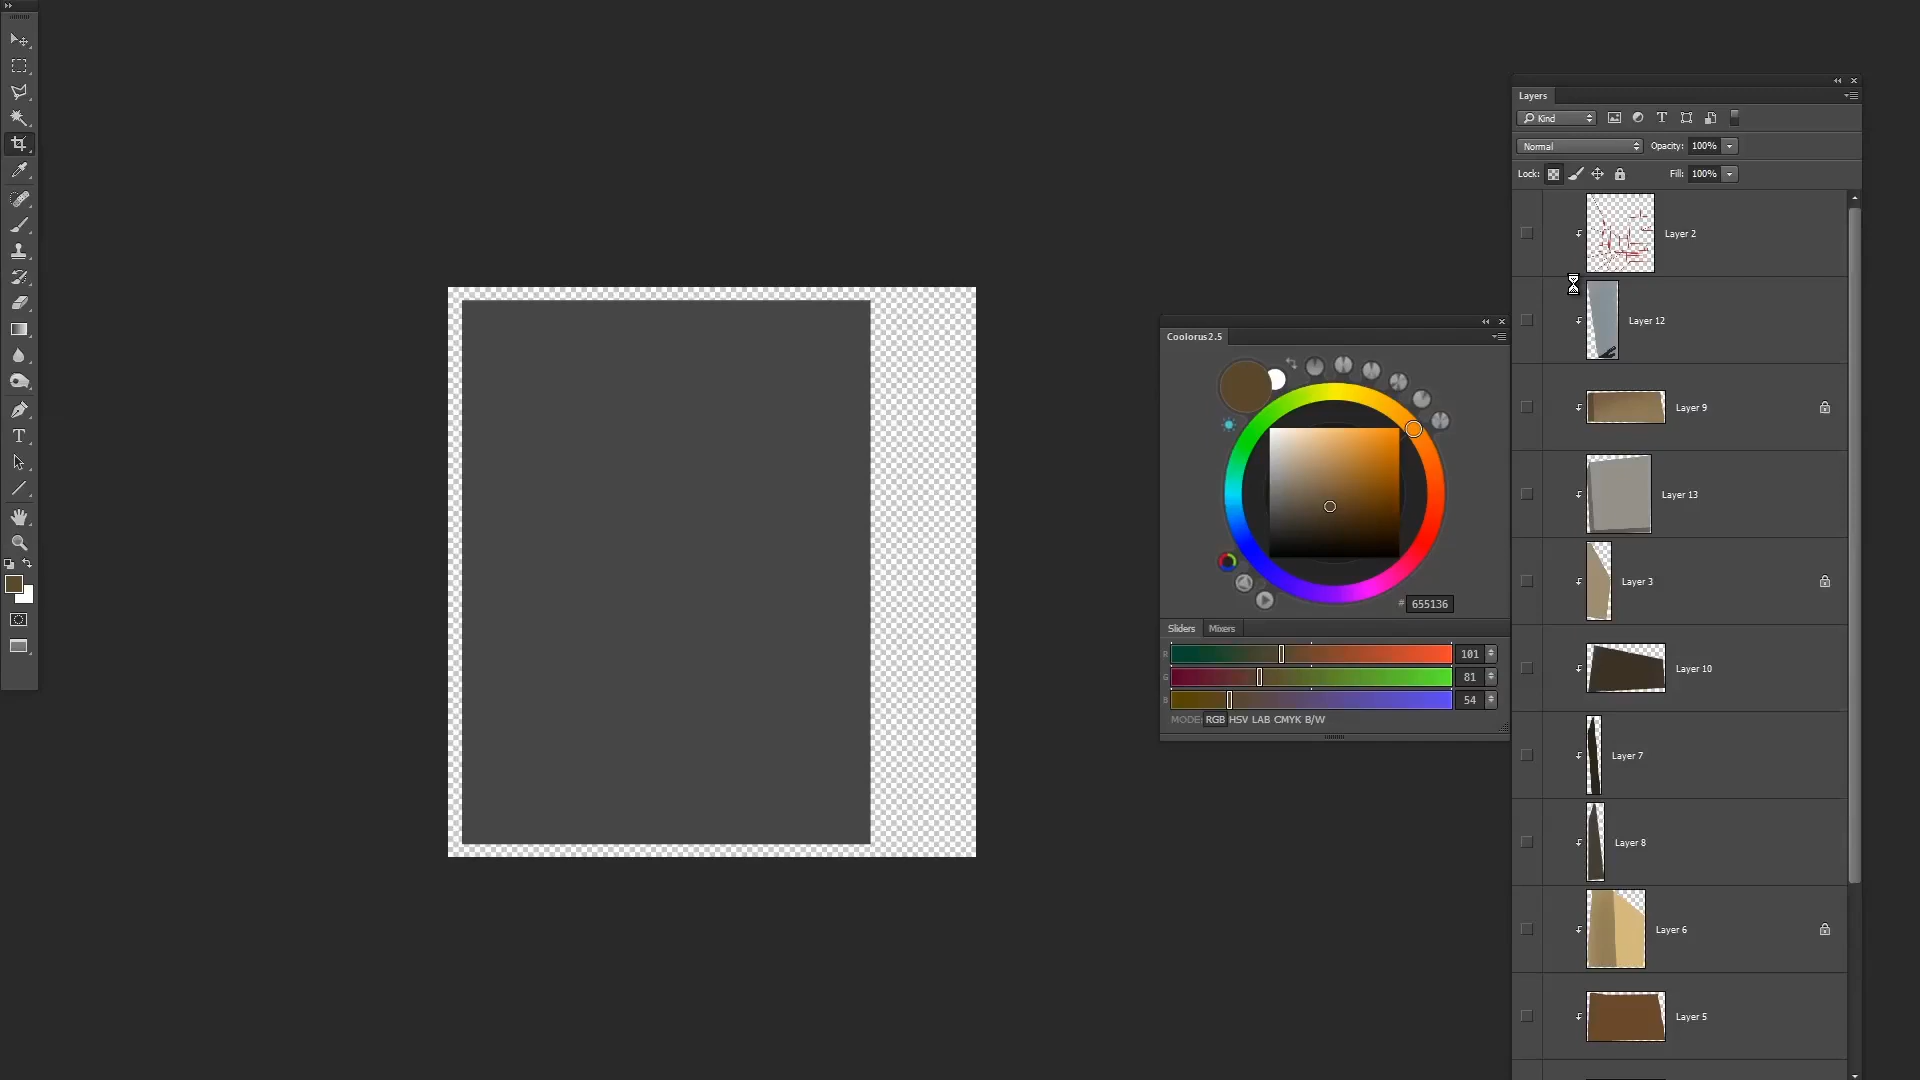 Layers
Kind
Normal Opacity: 100%
Lock: Fill: 100%
Layer 2
Layer 12
Layer 9
Layer 13
Layer 3
Layer 10
Layer 7
Layer 8
Layer 6
Layer 5
Coolorus2.5
# 655136
Sliders Mixers
R 101
G 81
B 54
MODE: RGB HSV LAB CMYK B/W